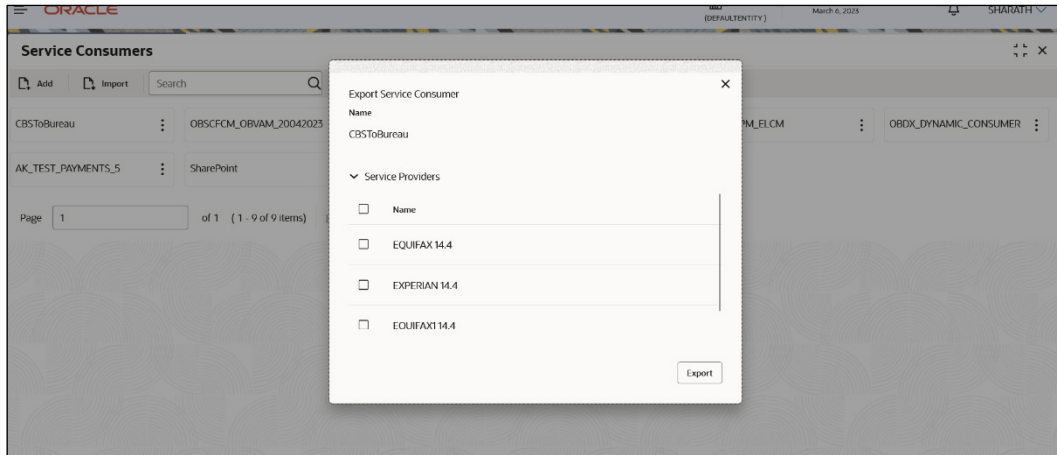 ORACLE
(DEFAULTENTITY)
March 6, 2023
SHARATH
Service Consumers
Add
Import
Search
CBSToBureau
OBSCFCM_OBVAM_20042023
PM_ELCM
OBDX_DYNAMIC_CONSUMER
AK_TEST_PAYMENTS_5
SharePoint
Page 1 of 1 (1 - 9 of 9 items)
Export Service Consumer
Name
CBSToBureau
Service Providers
Name
EQUIFAX 14.4
EXPERIAN 14.4
EQUIFAX1 14.4
Export